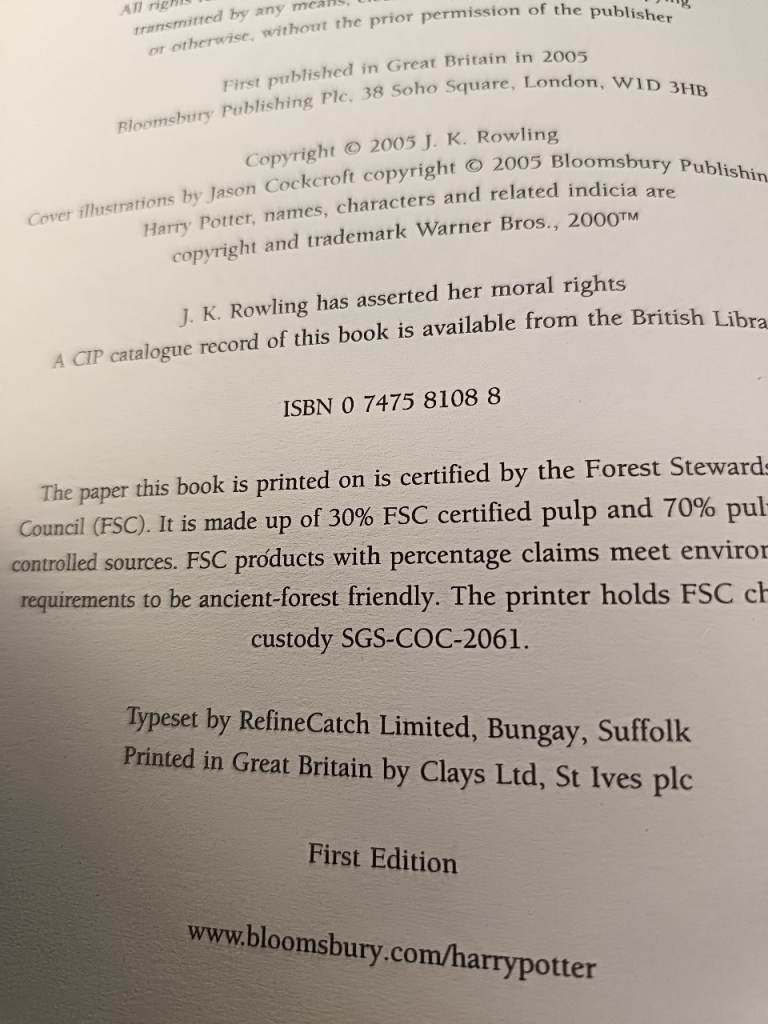 All rights
transmitted by any means,
or otherwise, without the prior permission of the publisher
First published in Great Britain in 2005
Bloomsbury Publishing Plc, 38 Soho Square, London, W1D 3HB
Copyright © 2005 J. K. Rowling
Cover illustrations by Jason Cockcroft copyright © 2005 Bloomsbury Publishin
Harry Potter, names, characters and related indicia are
copyright and trademark Warner Bros., 2000™
J. K. Rowling has asserted her moral rights
A CIP catalogue record of this book is available from the British Libra
ISBN 0 7475 8108 8
The paper this book is printed on is certified by the Forest Stewards
Council (FSC). It is made up of 30% FSC certified pulp and 70% pul
controlled sources. FSC products with percentage claims meet environ
requirements to be ancient-forest friendly. The printer holds FSC ch
custody SGS-COC-2061.
Typeset by RefineCatch Limited, Bungay, Suffolk
Printed in Great Britain by Clays Ltd, St Ives plc
First Edition
www.bloomsbury.com/harrypotter